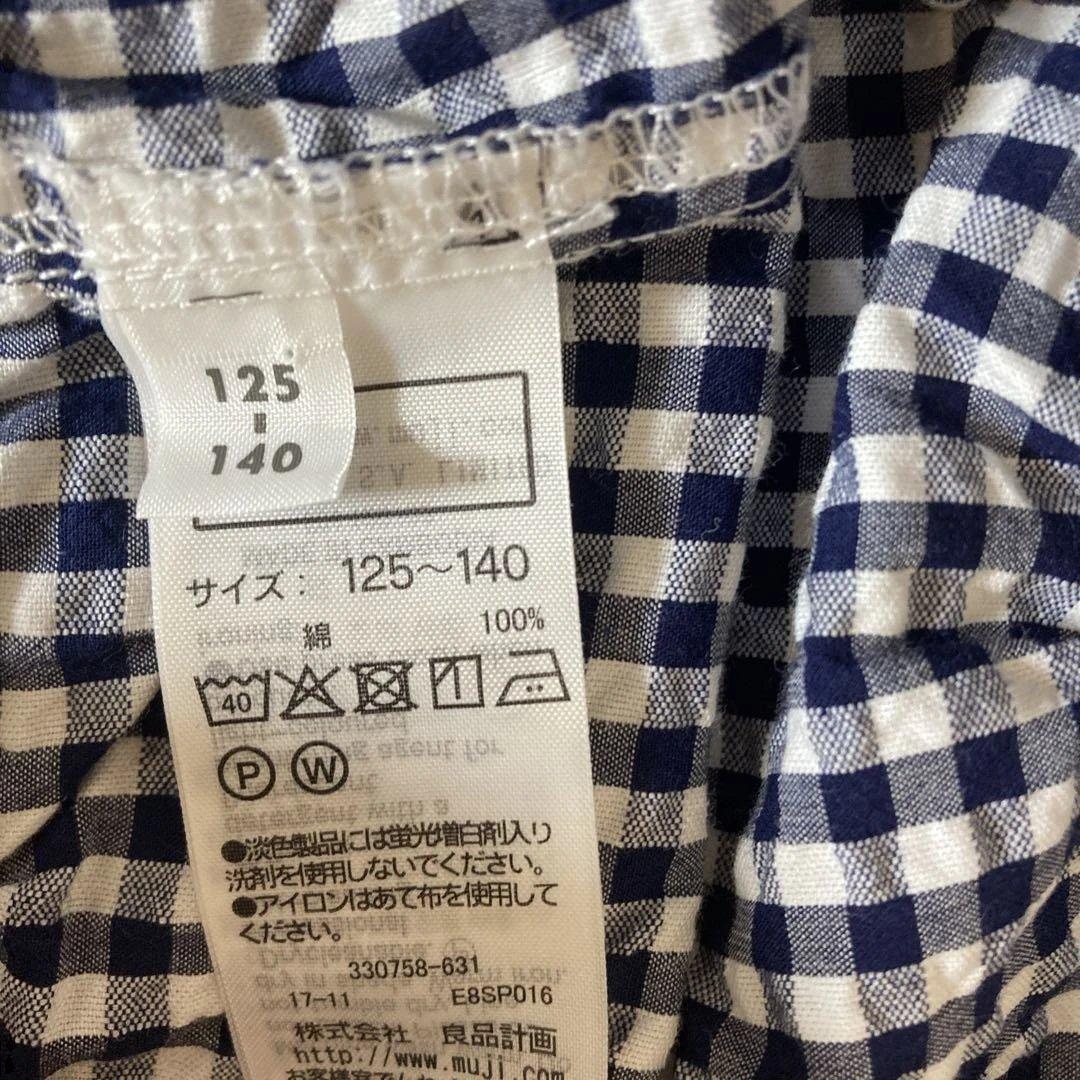 125
-
140
サイズ: 125～140
綿 100%
40
P W
●淡色製品には蛍光増白剤入り
洗剤を使用しないでください。
●アイロンはあて布を使用して
ください。
330758-631
17-11 E8SP016
株式会社 良品計画
http://www.muji.com